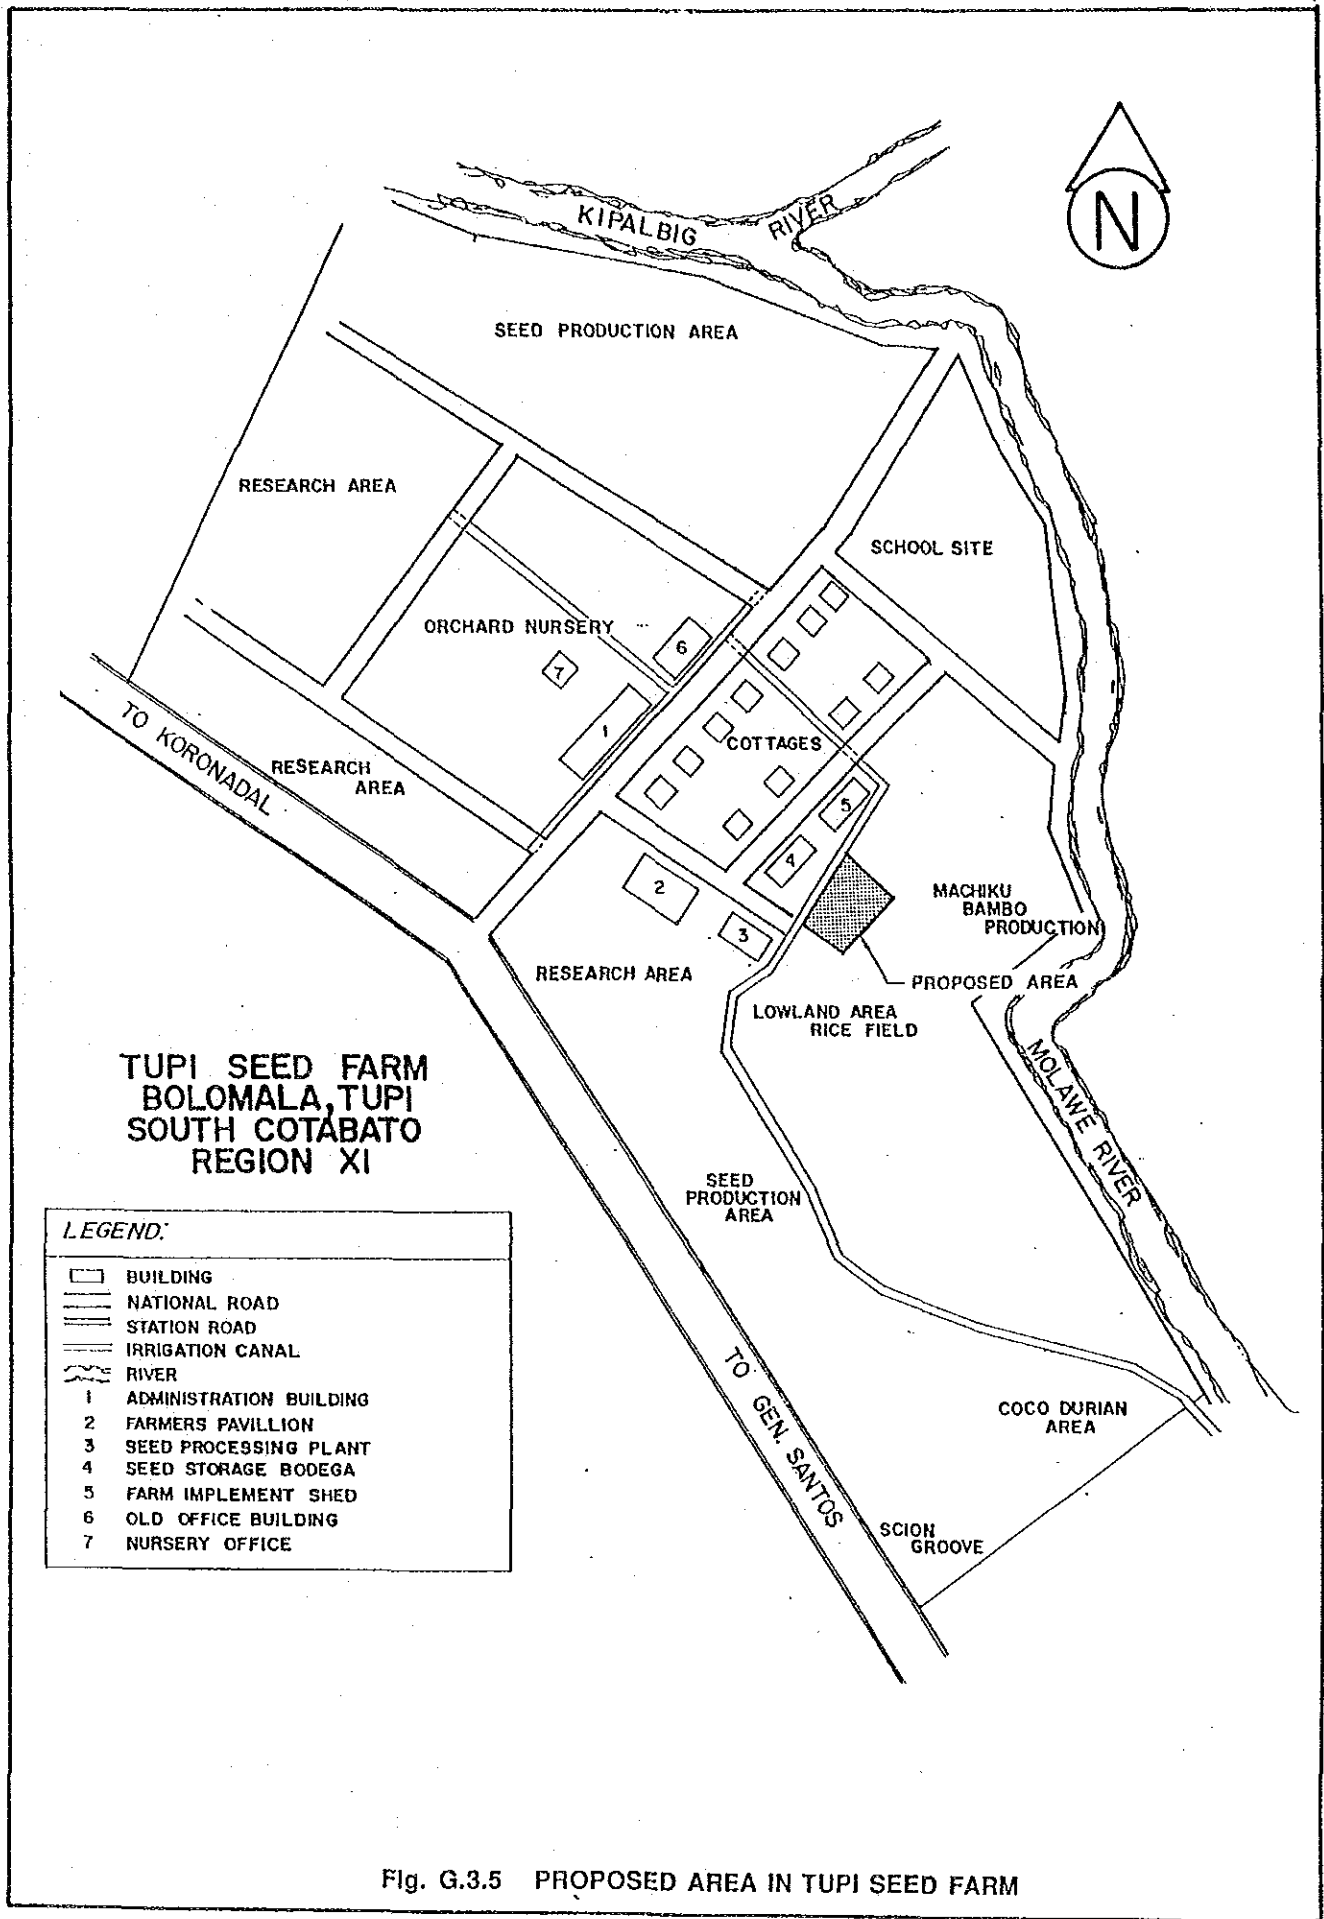 N
KIPALBIG RIVER
SEED PRODUCTION AREA
RESEARCH AREA
SCHOOL SITE
ORCHARD NURSERY
6
7
1
TO KORONADAL
COTTAGES
RESEARCH
AREA
5
4
2
3
MACHIKU
BAMBO
PRODUCTION
RESEARCH AREA
PROPOSED AREA
LOWLAND AREA
RICE FIELD
MOLAWE RIVER
TUPI SEED FARM
BOLOMALA, TUPI
SOUTH COTABATO
REGION XI
SEED
PRODUCTION
AREA
LEGEND:
BUILDING
NATIONAL ROAD
STATION ROAD
IRRIGATION CANAL
RIVER
1 ADMINISTRATION BUILDING
2 FARMERS PAVILLION
3 SEED PROCESSING PLANT
4 SEED STORAGE BODEGA
5 FARM IMPLEMENT SHED
6 OLD OFFICE BUILDING
7 NURSERY OFFICE
TO GEN. SANTOS
COCO DURIAN
AREA
SCION
GROOVE
Fig. G.3.5 PROPOSED AREA IN TUPI SEED FARM